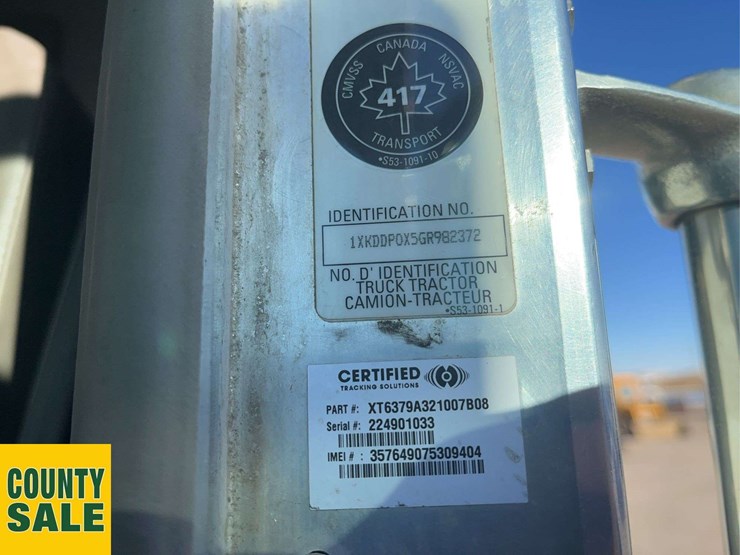 CANADA
CMVSS
NSVAC
417
TRANSPORT
•S53-1091-10
IDENTIFICATION NO.
1XKDDP0X5GR982372
NO. D' IDENTIFICATION
TRUCK TRACTOR
CAMION-TRACTEUR
•S53-1091-1
CERTIFIED
TRACKING SOLUTIONS
PART #: XT6379A321007B08
Serial #: 224901033
IMEI # : 357649075309404
COUNTY
SALE